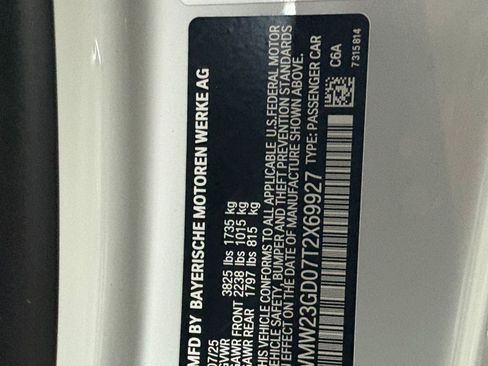 MFD BY BAYERISCHE MOTOREN WERKE AG
07/25
GVWR 3825 lbs 1735 kg
GAWR FRONT 2238 lbs 1015 kg
GAWR REAR 1797 lbs 815 kg
THIS VEHICLE CONFORMS TO ALL APPLICABLE U.S.FEDERAL MOTOR
VEHICLE SAFETY, BUMPER AND THEFT PREVENTION STANDARDS
IN EFFECT ON THE DATE OF MANUFACTURE SHOWN ABOVE.
WMW23GD07T2X69927 TYPE: PASSENGER CAR
C6A
7315814